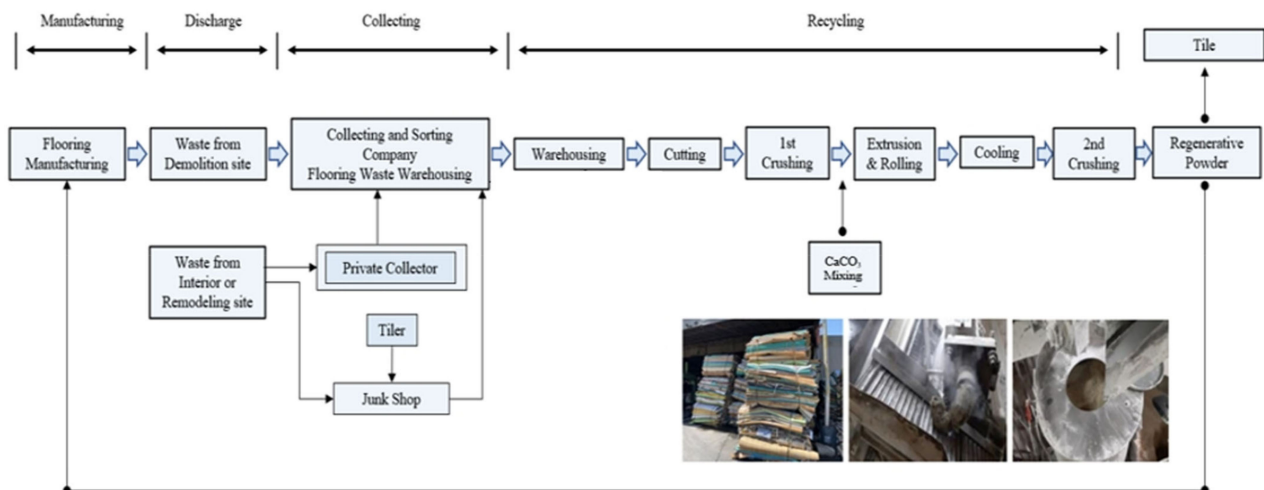 Manufacturing
Discharge
Collecting
Recycling
Tile
Flooring
Manufacturing
Waste from
Demolition site
Collecting and Sorting
Company
Flooring Waste Warehousing
Warehousing
Cutting
1st
Crushing
Extrusion
& Rolling
Cooling
2nd
Crushing
Regenerative
Powder
Waste from
Interior or
Remodeling site
Private Collector
CaCO₃
Mixing
Tiler
Junk Shop